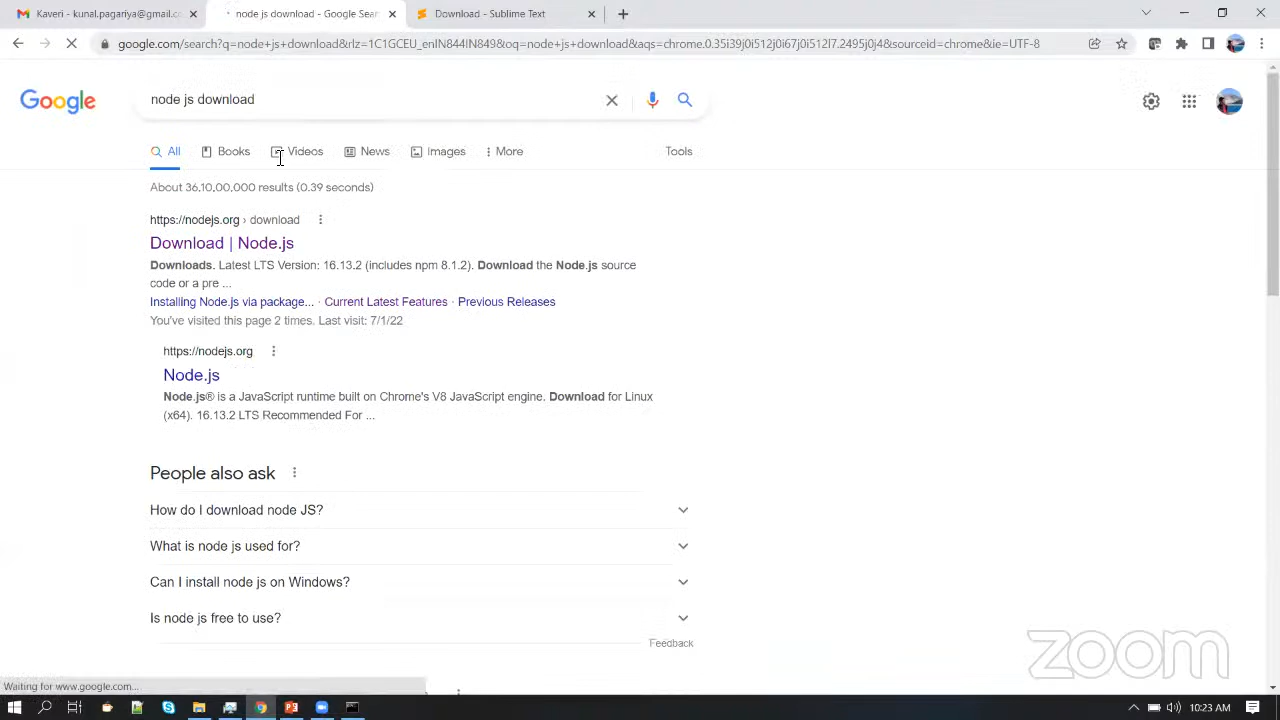 Kaveri - kunal.pagariya@gmail.co
node js download - Google Sear
Download - Sublime Text
google.com/search?q=node+js+download&rlz=1C1GCEU_enIN841IN849&oq=node+js+download&aqs=chrome.0.35i39j0i512j0i67j0i512l7.2495j0j4&sourceid=chrome&ie=UTF-8
Google
node js download
All
Books
Videos
News
Images
More
Tools
About 36,10,00,000 results (0.39 seconds)
https://nodejs.org › download
Download | Node.js
Downloads. Latest LTS Version: 16.13.2 (includes npm 8.1.2). Download the Node.js source
code or a pre ...
Installing Node.js via package... · Current Latest Features · Previous Releases
You've visited this page 2 times. Last visit: 7/1/22
https://nodejs.org
Node.js
Node.js® is a JavaScript runtime built on Chrome's V8 JavaScript engine. Download for Linux
(x64). 16.13.2 LTS Recommended For ...
People also ask
How do I download node JS?
What is node js used for?
Can I install node js on Windows?
Is node js free to use?
Feedback
zoom
Waiting for www.google.com...
10:23 AM